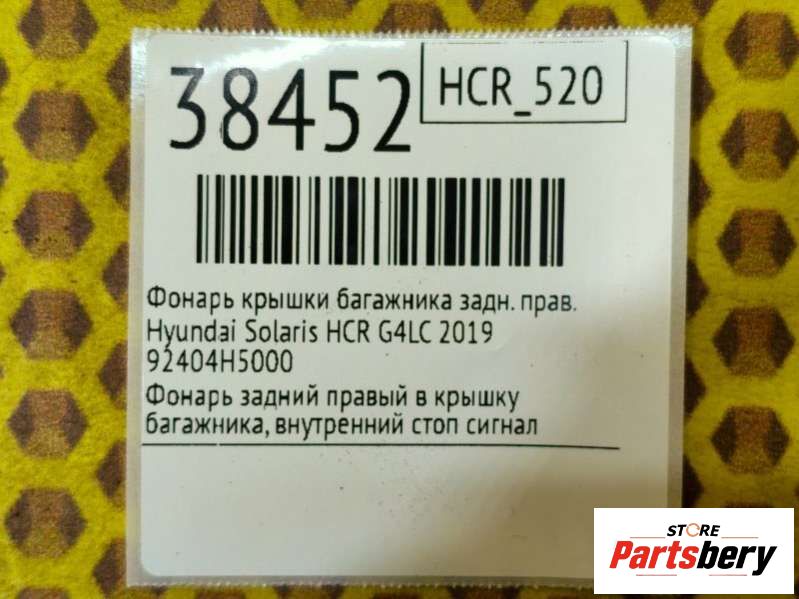 38452
HCR_520
Фонарь крышки багажника задн. прав.
Hyundai Solaris HCR G4LC 2019
92404H5000
Фонарь задний правый в крышку
багажника, внутренний стоп сигнал
STORE
Partsbery